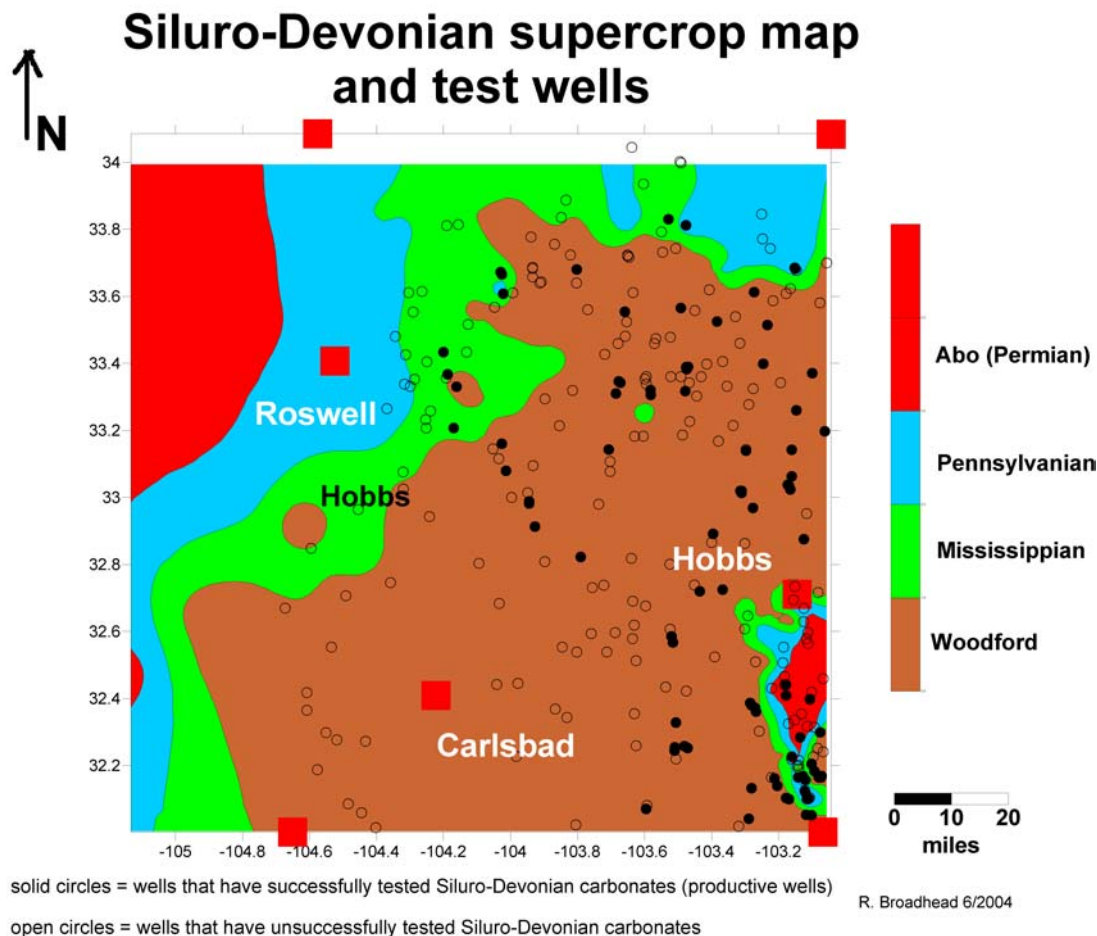 Siluro-Devonian supercrop map
and test wells
N
34
33.8
33.6
33.4
33.2
33
32.8
32.6
32.4
32.2
-105
-104.8
-104.6
-104.4
-104.2
-104
-103.8
-103.6
-103.4
-103.2
Roswell
Hobbs
Hobbs
Carlsbad
Abo (Permian)
Pennsylvanian
Mississippian
Woodford
0 10 20
miles
solid circles = wells that have successfully tested Siluro-Devonian carbonates (productive wells)
R. Broadhead 6/2004
open circles = wells that have unsuccessfully tested Siluro-Devonian carbonates